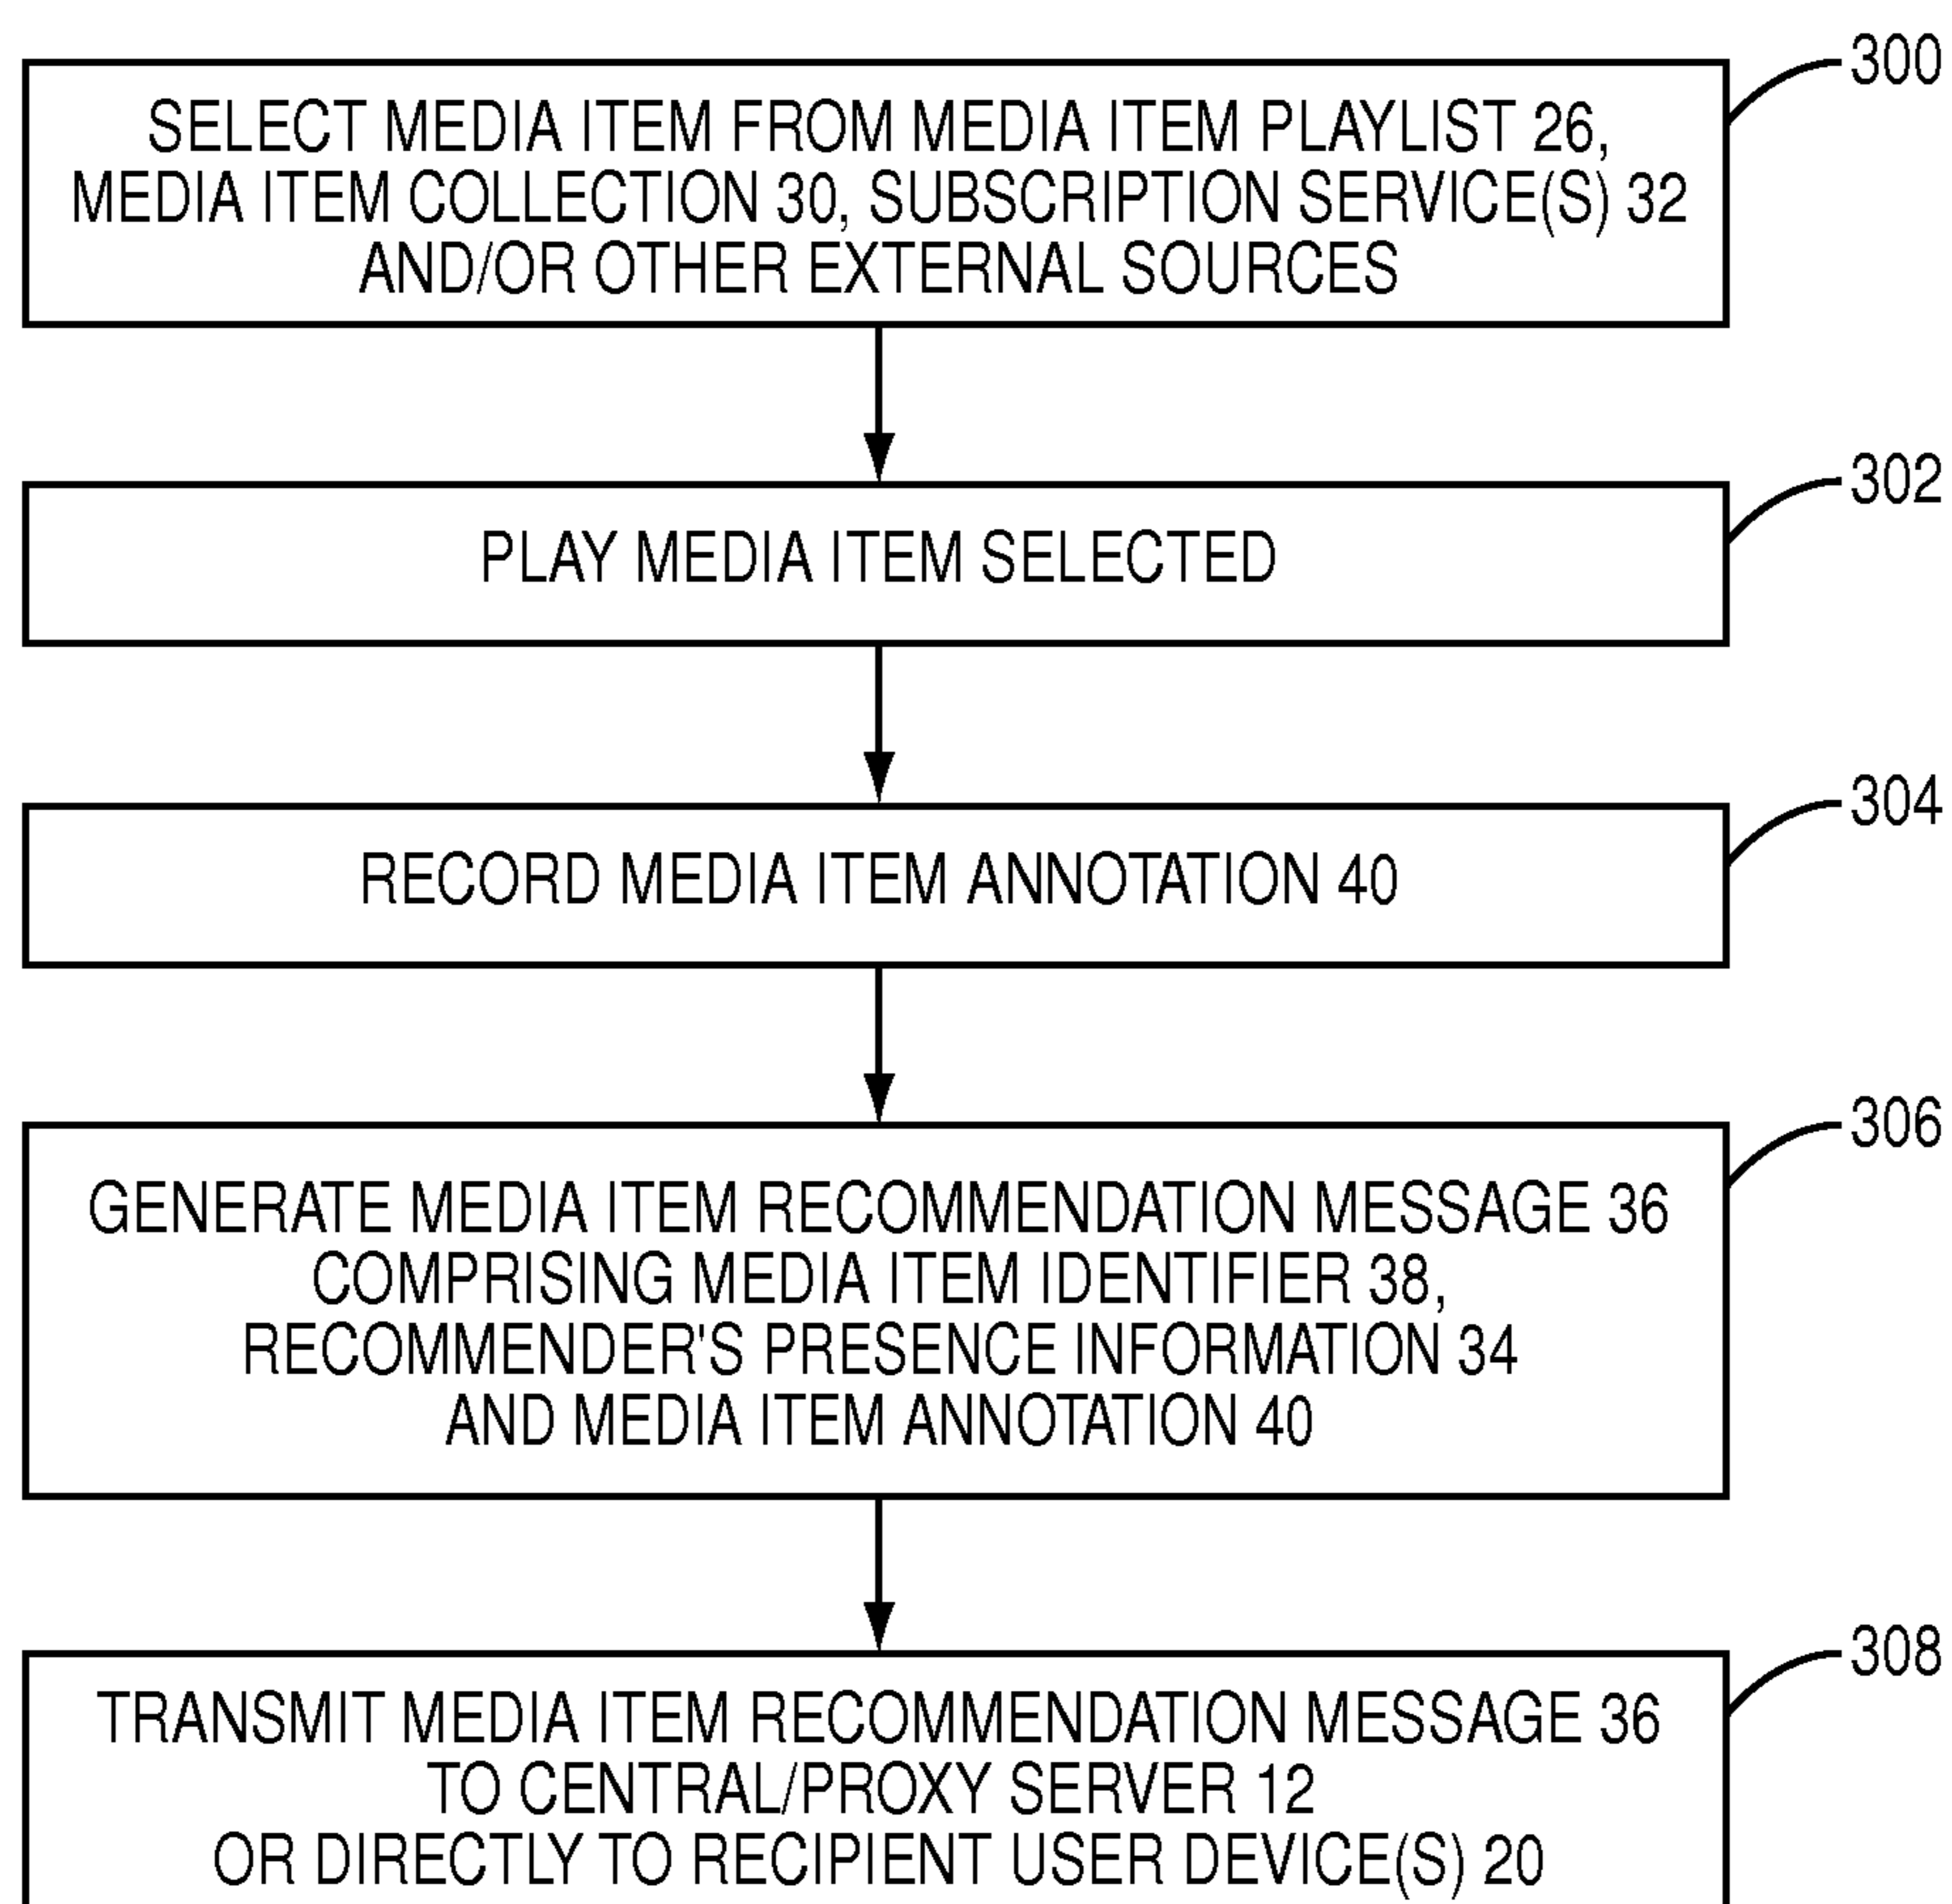 300
SELECT MEDIA ITEM FROM MEDIA ITEM PLAYLIST 26,
MEDIA ITEM COLLECTION 30, SUBSCRIPTION SERVICE(S) 32
AND/OR OTHER EXTERNAL SOURCES
302
PLAY MEDIA ITEM SELECTED
304
RECORD MEDIA ITEM ANNOTATION 40
306
GENERATE MEDIA ITEM RECOMMENDATION MESSAGE 36
COMPRISING MEDIA ITEM IDENTIFIER 38,
RECOMMENDER'S PRESENCE INFORMATION 34
AND MEDIA ITEM ANNOTATION 40
308
TRANSMIT MEDIA ITEM RECOMMENDATION MESSAGE 36
TO CENTRAL/PROXY SERVER 12
OR DIRECTLY TO RECIPIENT USER DEVICE(S) 20